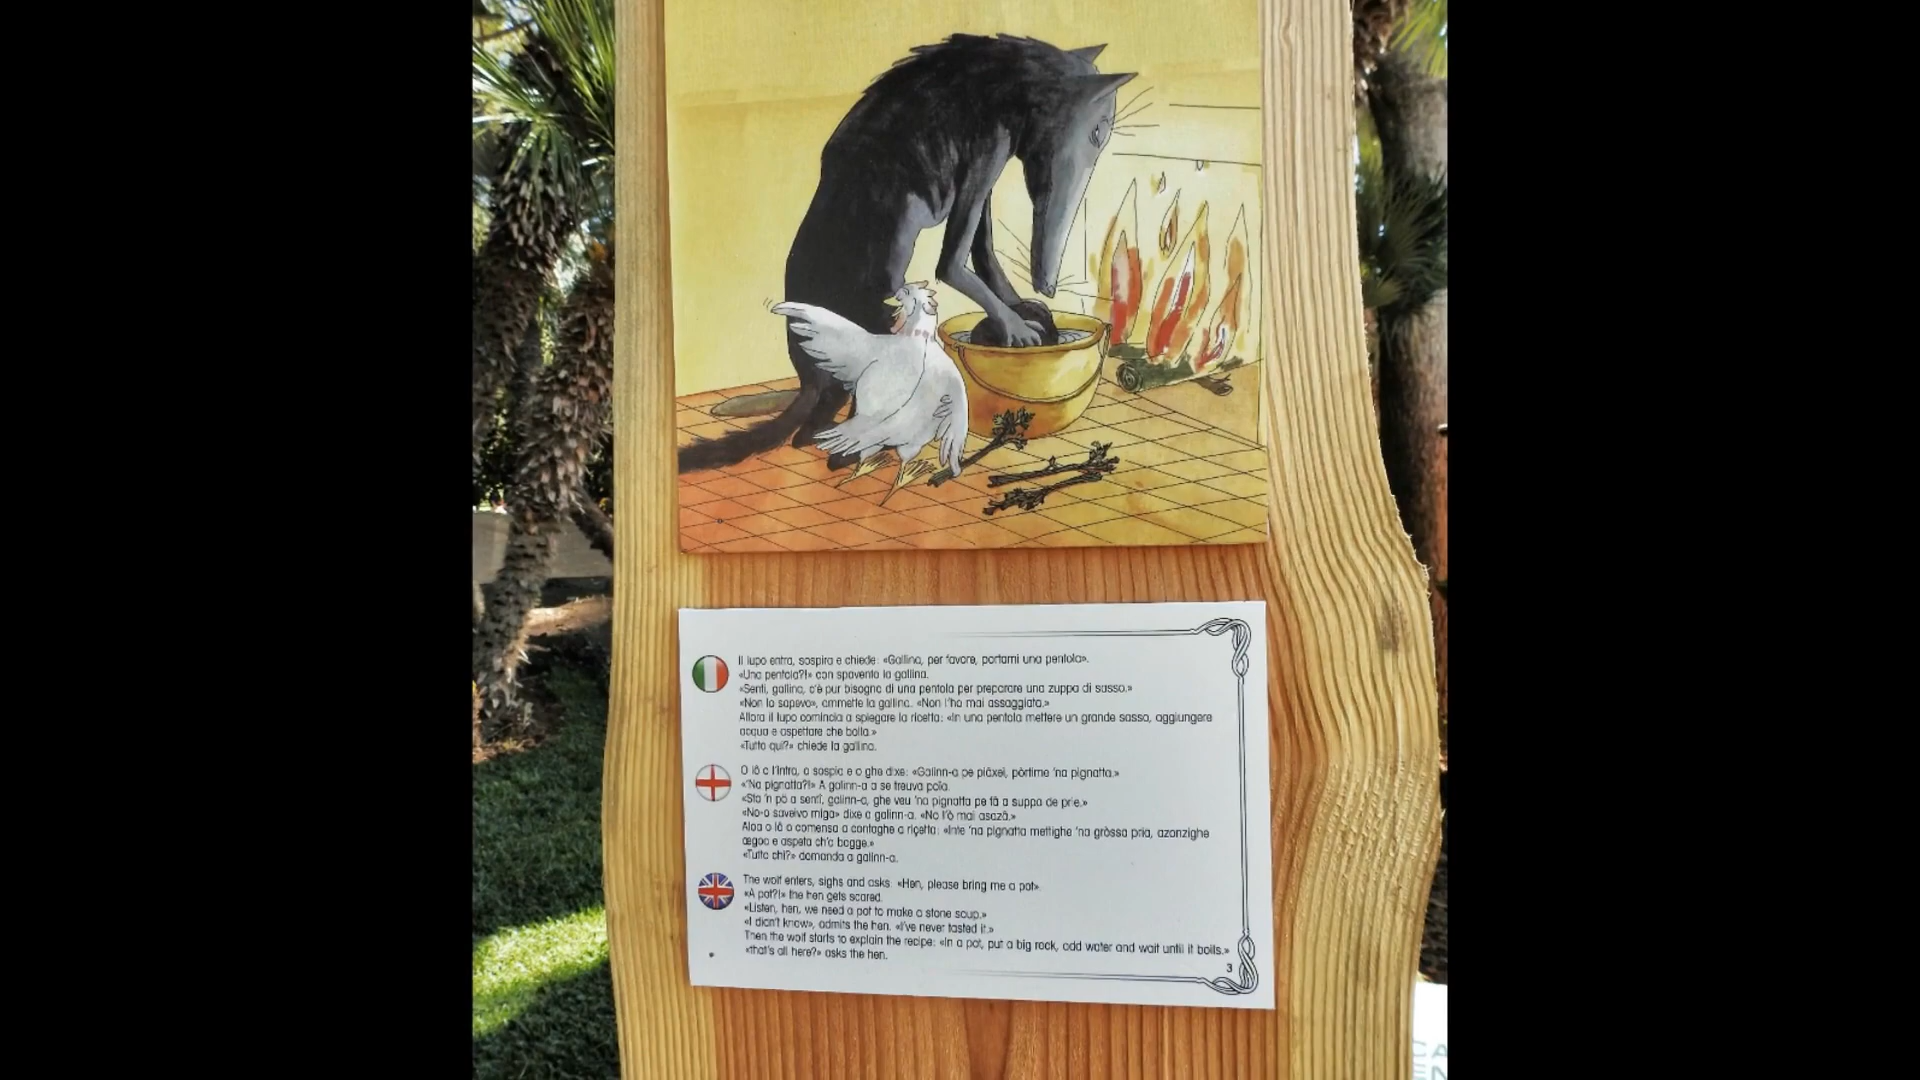 Il lupo entra, sospira e chiede: «Gallina, per favore, portami una pentola».
«Una pentola?!» con spavento la gallina.
«Senti, gallina, c'è pur bisogno di una pentola per preparare una zuppa di sasso.»
«Non lo sapevo», ammette la gallina. «Non l'ho mai assaggiata.»
Allora il lupo comincia a spiegare la ricetta: «In una pentola mettere un grande sasso, aggiungere
acqua e aspettare che bolla.»
«Tutto qui?» chiede la gallina.
O lô o l'intra, o sospia e o ghe dixe: «Galinn-a pe piâxei, pòrtime 'na pignatta.»
«'Na pignatta?!» A galinn-a a se treuva poïa.
«Sta 'n pö a sentî, galinn-a, ghe veu 'na pignatta pe fâ a suppa de prie.»
«No-o saveivo miga» dixe a galinn-a. «No l'ò mai asazâ.»
Aloa o lô o comensa a contaghe a riçetta: «Inte 'na pignatta mettighe 'na gròssa pria, azonzighe
ægoa e aspeta ch'a bogge.»
«Tutto chì?» domanda a galinn-a.
The wolf enters, sighs and asks: «Hen, please bring me a pot».
«A pot?!» the hen gets scared.
«Listen, hen, we need a pot to make a stone soup.»
«I didn't know», admits the hen. «I've never tasted it.»
Then the wolf starts to explain the recipe: «In a pot, put a big rock, add water and wait until it boils.»
«that's all here?» asks the hen.
3